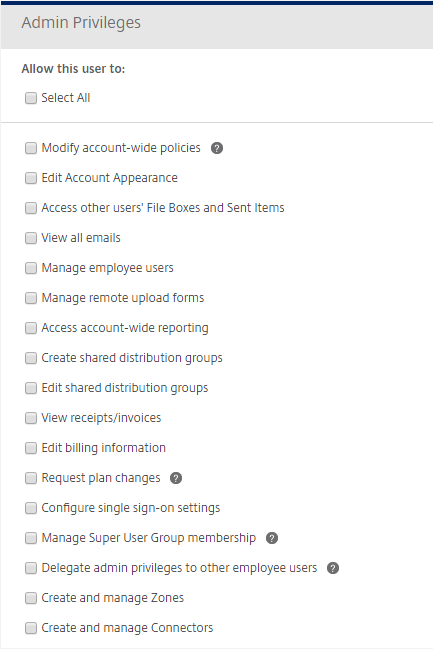 Admin Privileges
Allow this user to:
Select All
Modify account-wide policies ?
Edit Account Appearance
Access other users' File Boxes and Sent Items
View all emails
Manage employee users
Manage remote upload forms
Access account-wide reporting
Create shared distribution groups
Edit shared distribution groups
View receipts/invoices
Edit billing information
Request plan changes ?
Configure single sign-on settings
Manage Super User Group membership ?
Delegate admin privileges to other employee users ?
Create and manage Zones
Create and manage Connectors